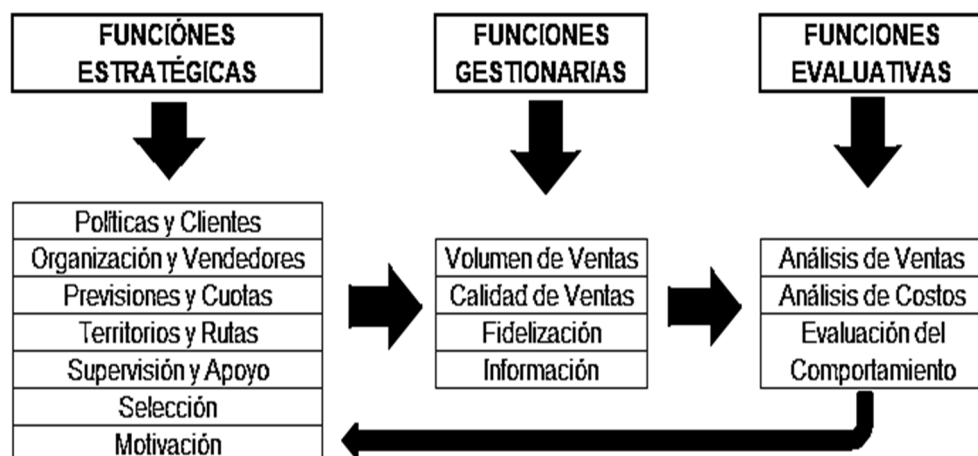 FUNCIÓNES
ESTRATÉGICAS
FUNCIONES
GESTIONARIAS
FUNCIONES
EVALUATIVAS
Políticas y Clientes
Organización y Vendedores
Previsiones y Cuotas
Territorios y Rutas
Supervisión y Apoyo
Selección
Motivación
Volumen de Ventas
Calidad de Ventas
Fidelización
Información
Análisis de Ventas
Análisis de Costos
Evaluación del
Comportamiento